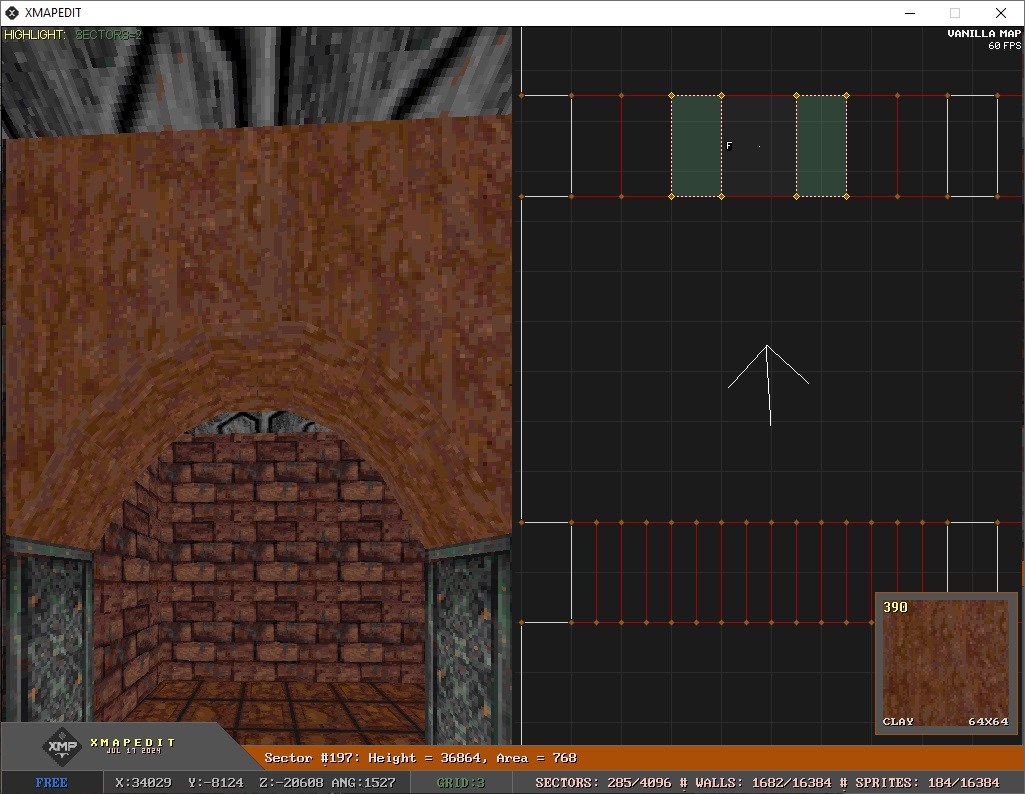 XMAPEDIT
HIGHLIGHT: SECTORS=2
VANILLA MAP
60 FPS
F
390
CLAY 64X64
XMP
XMAPEDIT
JUL 17 2024
Sector #197: Height = 36864, Area = 768
FREE X:34029 Y:-8124 Z:-20608 ANG:1527 GRID:3 SECTORS: 285/4096 # WALLS: 1682/16384 # SPRITES: 184/16384